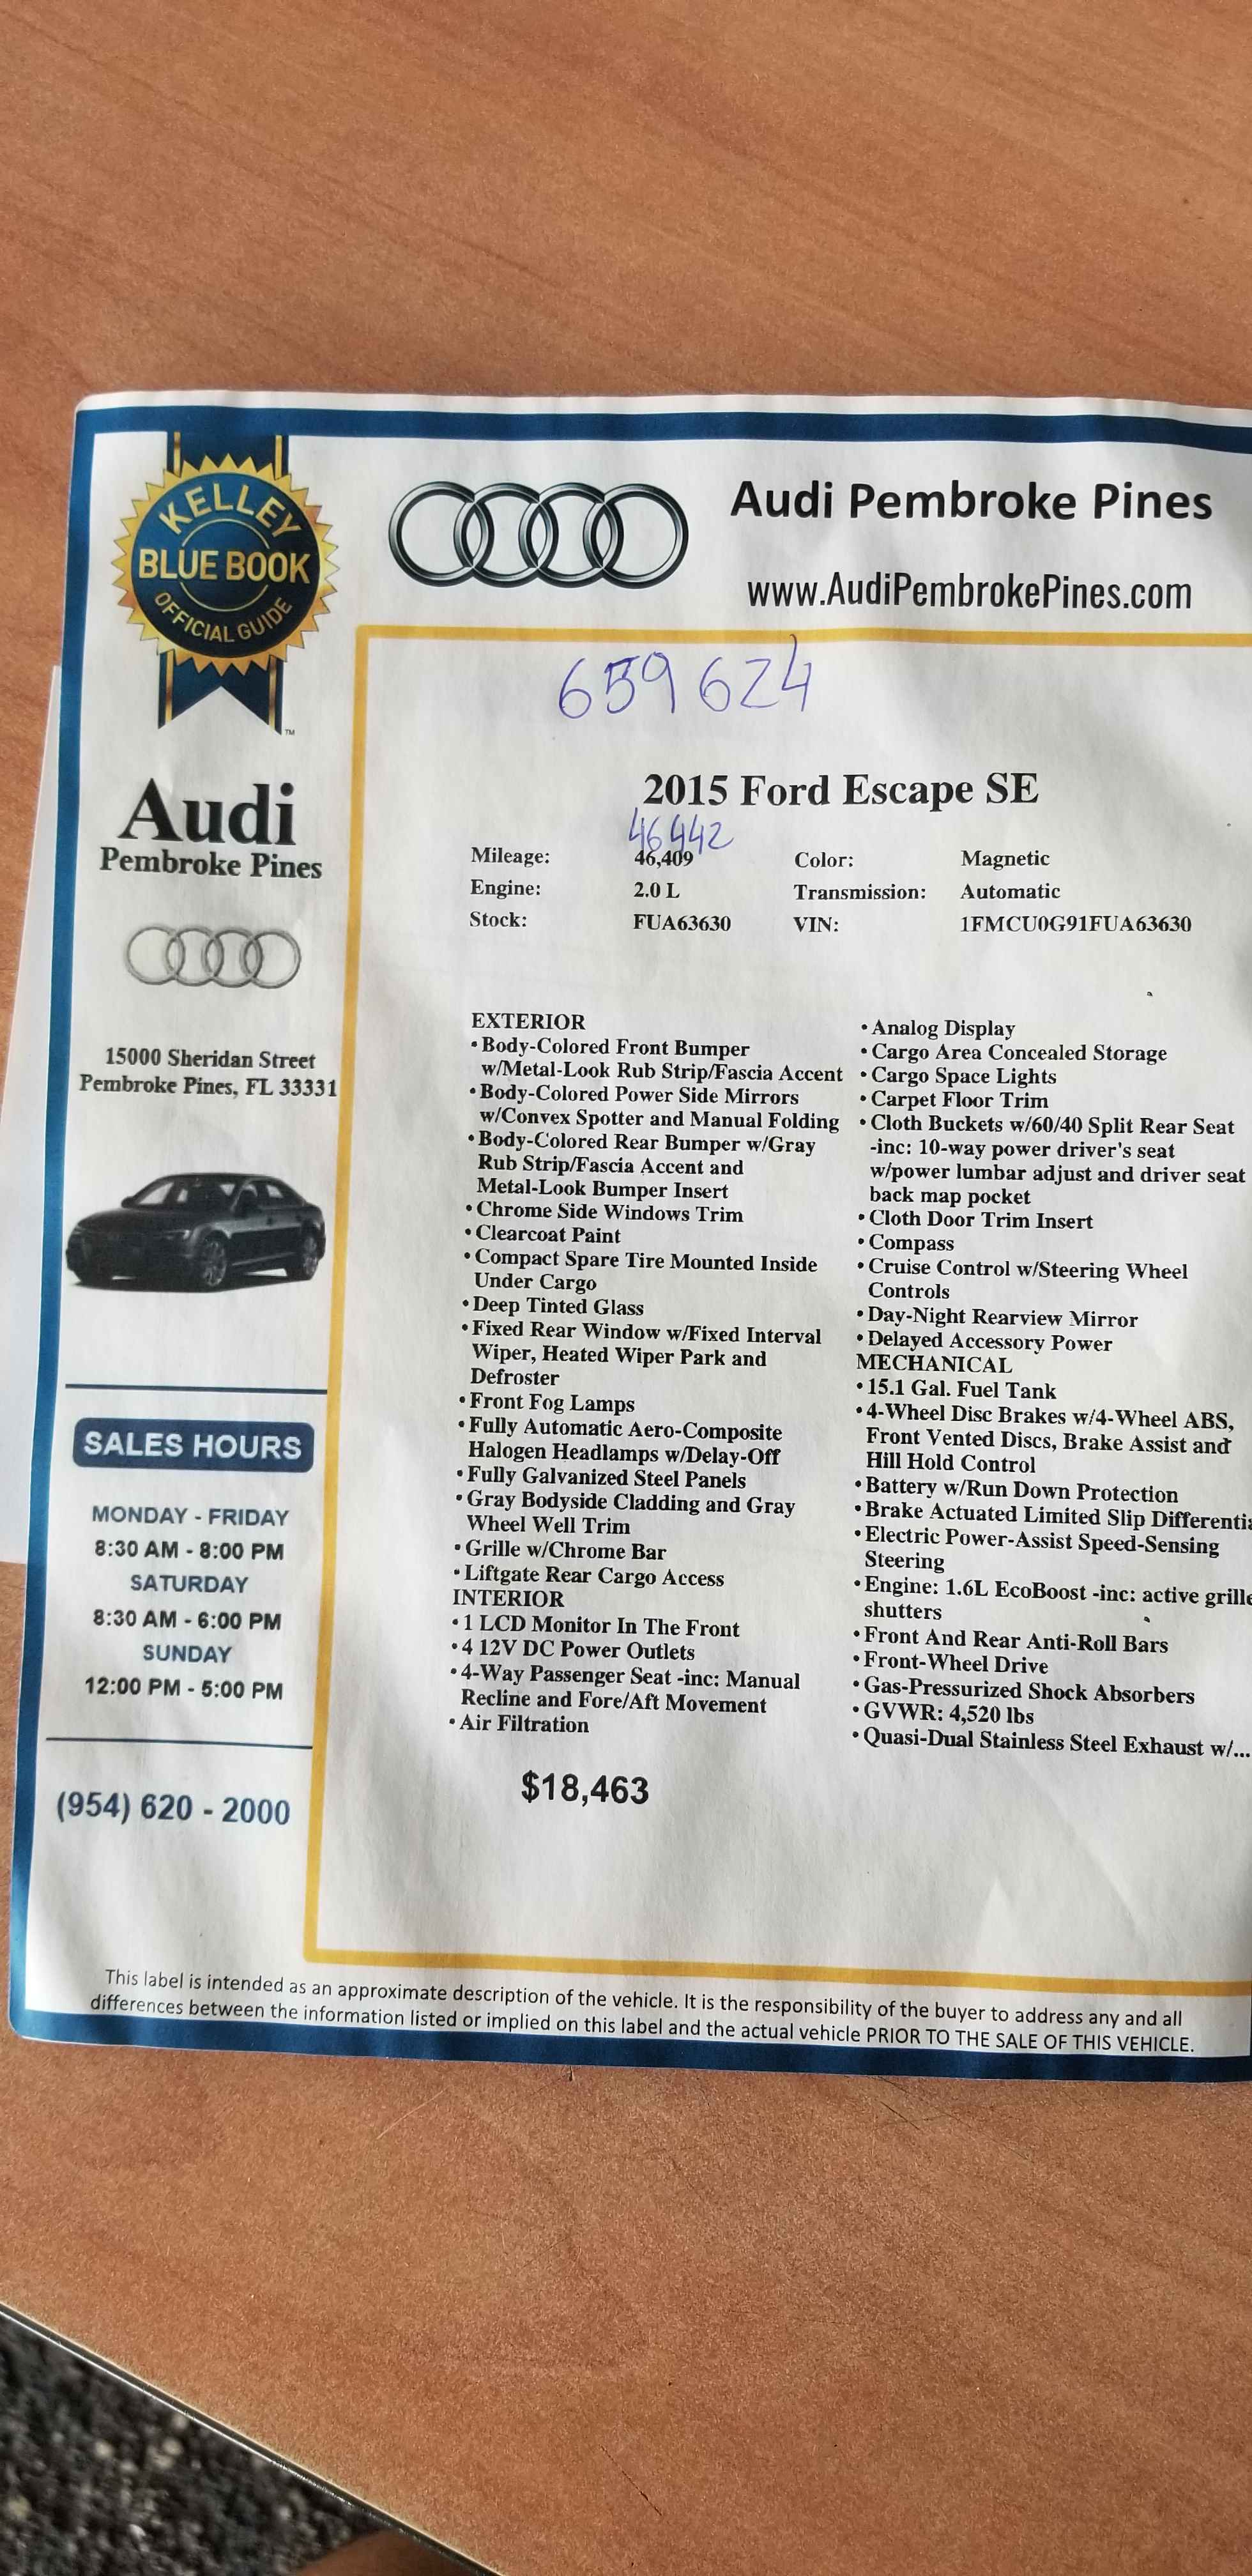 KELLEY
BLUE BOOK
OFFICIAL GUIDE
TM
Audi Pembroke Pines
www.AudiPembrokePines.com
659624
Audi
Pembroke Pines
15000 Sheridan Street
Pembroke Pines, FL 33331
SALES HOURS
MONDAY - FRIDAY
8:30 AM - 8:00 PM
SATURDAY
8:30 AM - 6:00 PM
SUNDAY
12:00 PM - 5:00 PM
(954) 620 - 2000
2015 Ford Escape SE
46442
Mileage: 46,409 Color: Magnetic
Engine: 2.0 L Transmission: Automatic
Stock: FUA63630 VIN: 1FMCU0G91FUA63630
EXTERIOR
• Body-Colored Front Bumper
w/Metal-Look Rub Strip/Fascia Accent
• Body-Colored Power Side Mirrors
w/Convex Spotter and Manual Folding
• Body-Colored Rear Bumper w/Gray
Rub Strip/Fascia Accent and
Metal-Look Bumper Insert
• Chrome Side Windows Trim
• Clearcoat Paint
• Compact Spare Tire Mounted Inside
Under Cargo
• Deep Tinted Glass
• Fixed Rear Window w/Fixed Interval
Wiper, Heated Wiper Park and
Defroster
• Front Fog Lamps
• Fully Automatic Aero-Composite
Halogen Headlamps w/Delay-Off
• Fully Galvanized Steel Panels
• Gray Bodyside Cladding and Gray
Wheel Well Trim
• Grille w/Chrome Bar
• Liftgate Rear Cargo Access
INTERIOR
• 1 LCD Monitor In The Front
• 4 12V DC Power Outlets
• 4-Way Passenger Seat -inc: Manual
Recline and Fore/Aft Movement
• Air Filtration
• Analog Display
• Cargo Area Concealed Storage
• Cargo Space Lights
• Carpet Floor Trim
• Cloth Buckets w/60/40 Split Rear Seat
-inc: 10-way power driver's seat
w/power lumbar adjust and driver seat
back map pocket
• Cloth Door Trim Insert
• Compass
• Cruise Control w/Steering Wheel
Controls
• Day-Night Rearview Mirror
• Delayed Accessory Power
MECHANICAL
• 15.1 Gal. Fuel Tank
• 4-Wheel Disc Brakes w/4-Wheel ABS,
Front Vented Discs, Brake Assist and
Hill Hold Control
• Battery w/Run Down Protection
• Brake Actuated Limited Slip Differentia
• Electric Power-Assist Speed-Sensing
Steering
• Engine: 1.6L EcoBoost -inc: active grille
shutters
• Front And Rear Anti-Roll Bars
• Front-Wheel Drive
• Gas-Pressurized Shock Absorbers
• GVWR: 4,520 lbs
• Quasi-Dual Stainless Steel Exhaust w/...
$18,463
This label is intended as an approximate description of the vehicle. It is the responsibility of the buyer to address any and all
differences between the information listed or implied on this label and the actual vehicle PRIOR TO THE SALE OF THIS VEHICLE.